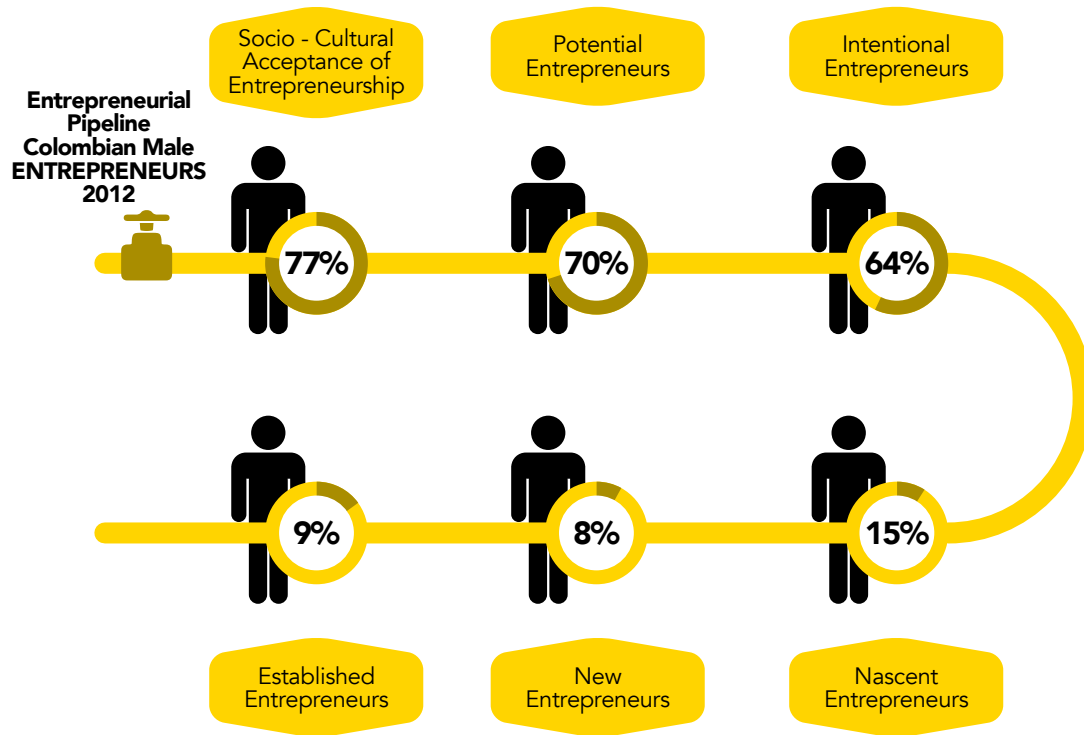 Socio - Cultural
Acceptance of
Entrepreneurship
Potential
Entrepreneurs
Intentional
Entrepreneurs
Entrepreneurial
Pipeline
Colombian Male
ENTREPRENEURS
2012
77%
70%
64%
9%
8%
15%
Established
Entrepreneurs
New
Entrepreneurs
Nascent
Entrepreneurs